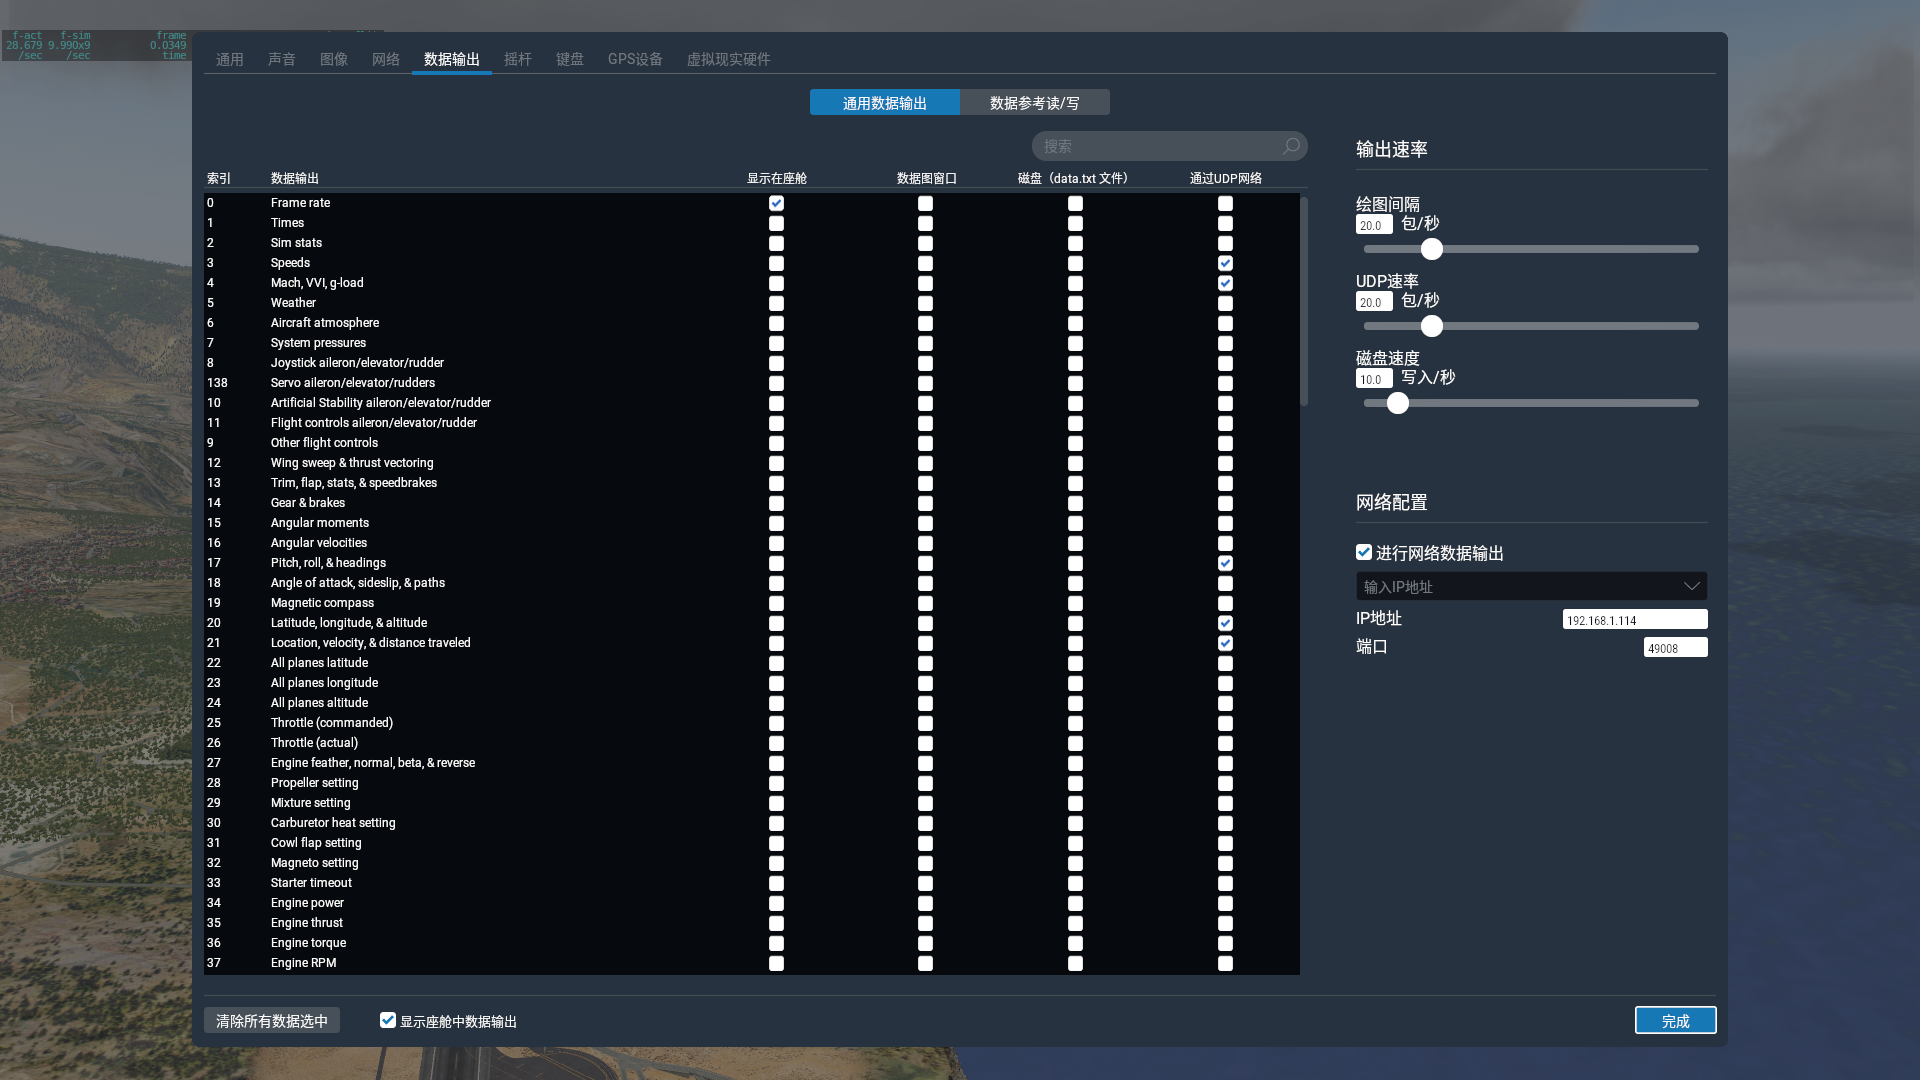 f-act f-sim frame
28.679 9.990x9 0.0349
/sec /sec time
通用 声音 图像 网络 数据输出 摇杆 键盘 GPS设备 虚拟现实硬件
通用数据输出 数据参考读/写
搜索
索引 数据输出 显示在座舱 数据图窗口 磁盘（data.txt 文件） 通过UDP网络
0 Frame rate
1 Times
2 Sim stats
3 Speeds
4 Mach, VVI, g-load
5 Weather
6 Aircraft atmosphere
7 System pressures
8 Joystick aileron/elevator/rudder
138 Servo aileron/elevator/rudders
10 Artificial Stability aileron/elevator/rudder
11 Flight controls aileron/elevator/rudder
9 Other flight controls
12 Wing sweep & thrust vectoring
13 Trim, flap, stats, & speedbrakes
14 Gear & brakes
15 Angular moments
16 Angular velocities
17 Pitch, roll, & headings
18 Angle of attack, sideslip, & paths
19 Magnetic compass
20 Latitude, longitude, & altitude
21 Location, velocity, & distance traveled
22 All planes latitude
23 All planes longitude
24 All planes altitude
25 Throttle (commanded)
26 Throttle (actual)
27 Engine feather, normal, beta, & reverse
28 Propeller setting
29 Mixture setting
30 Carburetor heat setting
31 Cowl flap setting
32 Magneto setting
33 Starter timeout
34 Engine power
35 Engine thrust
36 Engine torque
37 Engine RPM
输出速率
绘图间隔
20.0 包/秒
UDP速率
20.0 包/秒
磁盘速度
10.0 写入/秒
网络配置
进行网络数据输出
输入IP地址
IP地址 192.168.1.114
端口 49008
清除所有数据选中 显示座舱中数据输出 完成